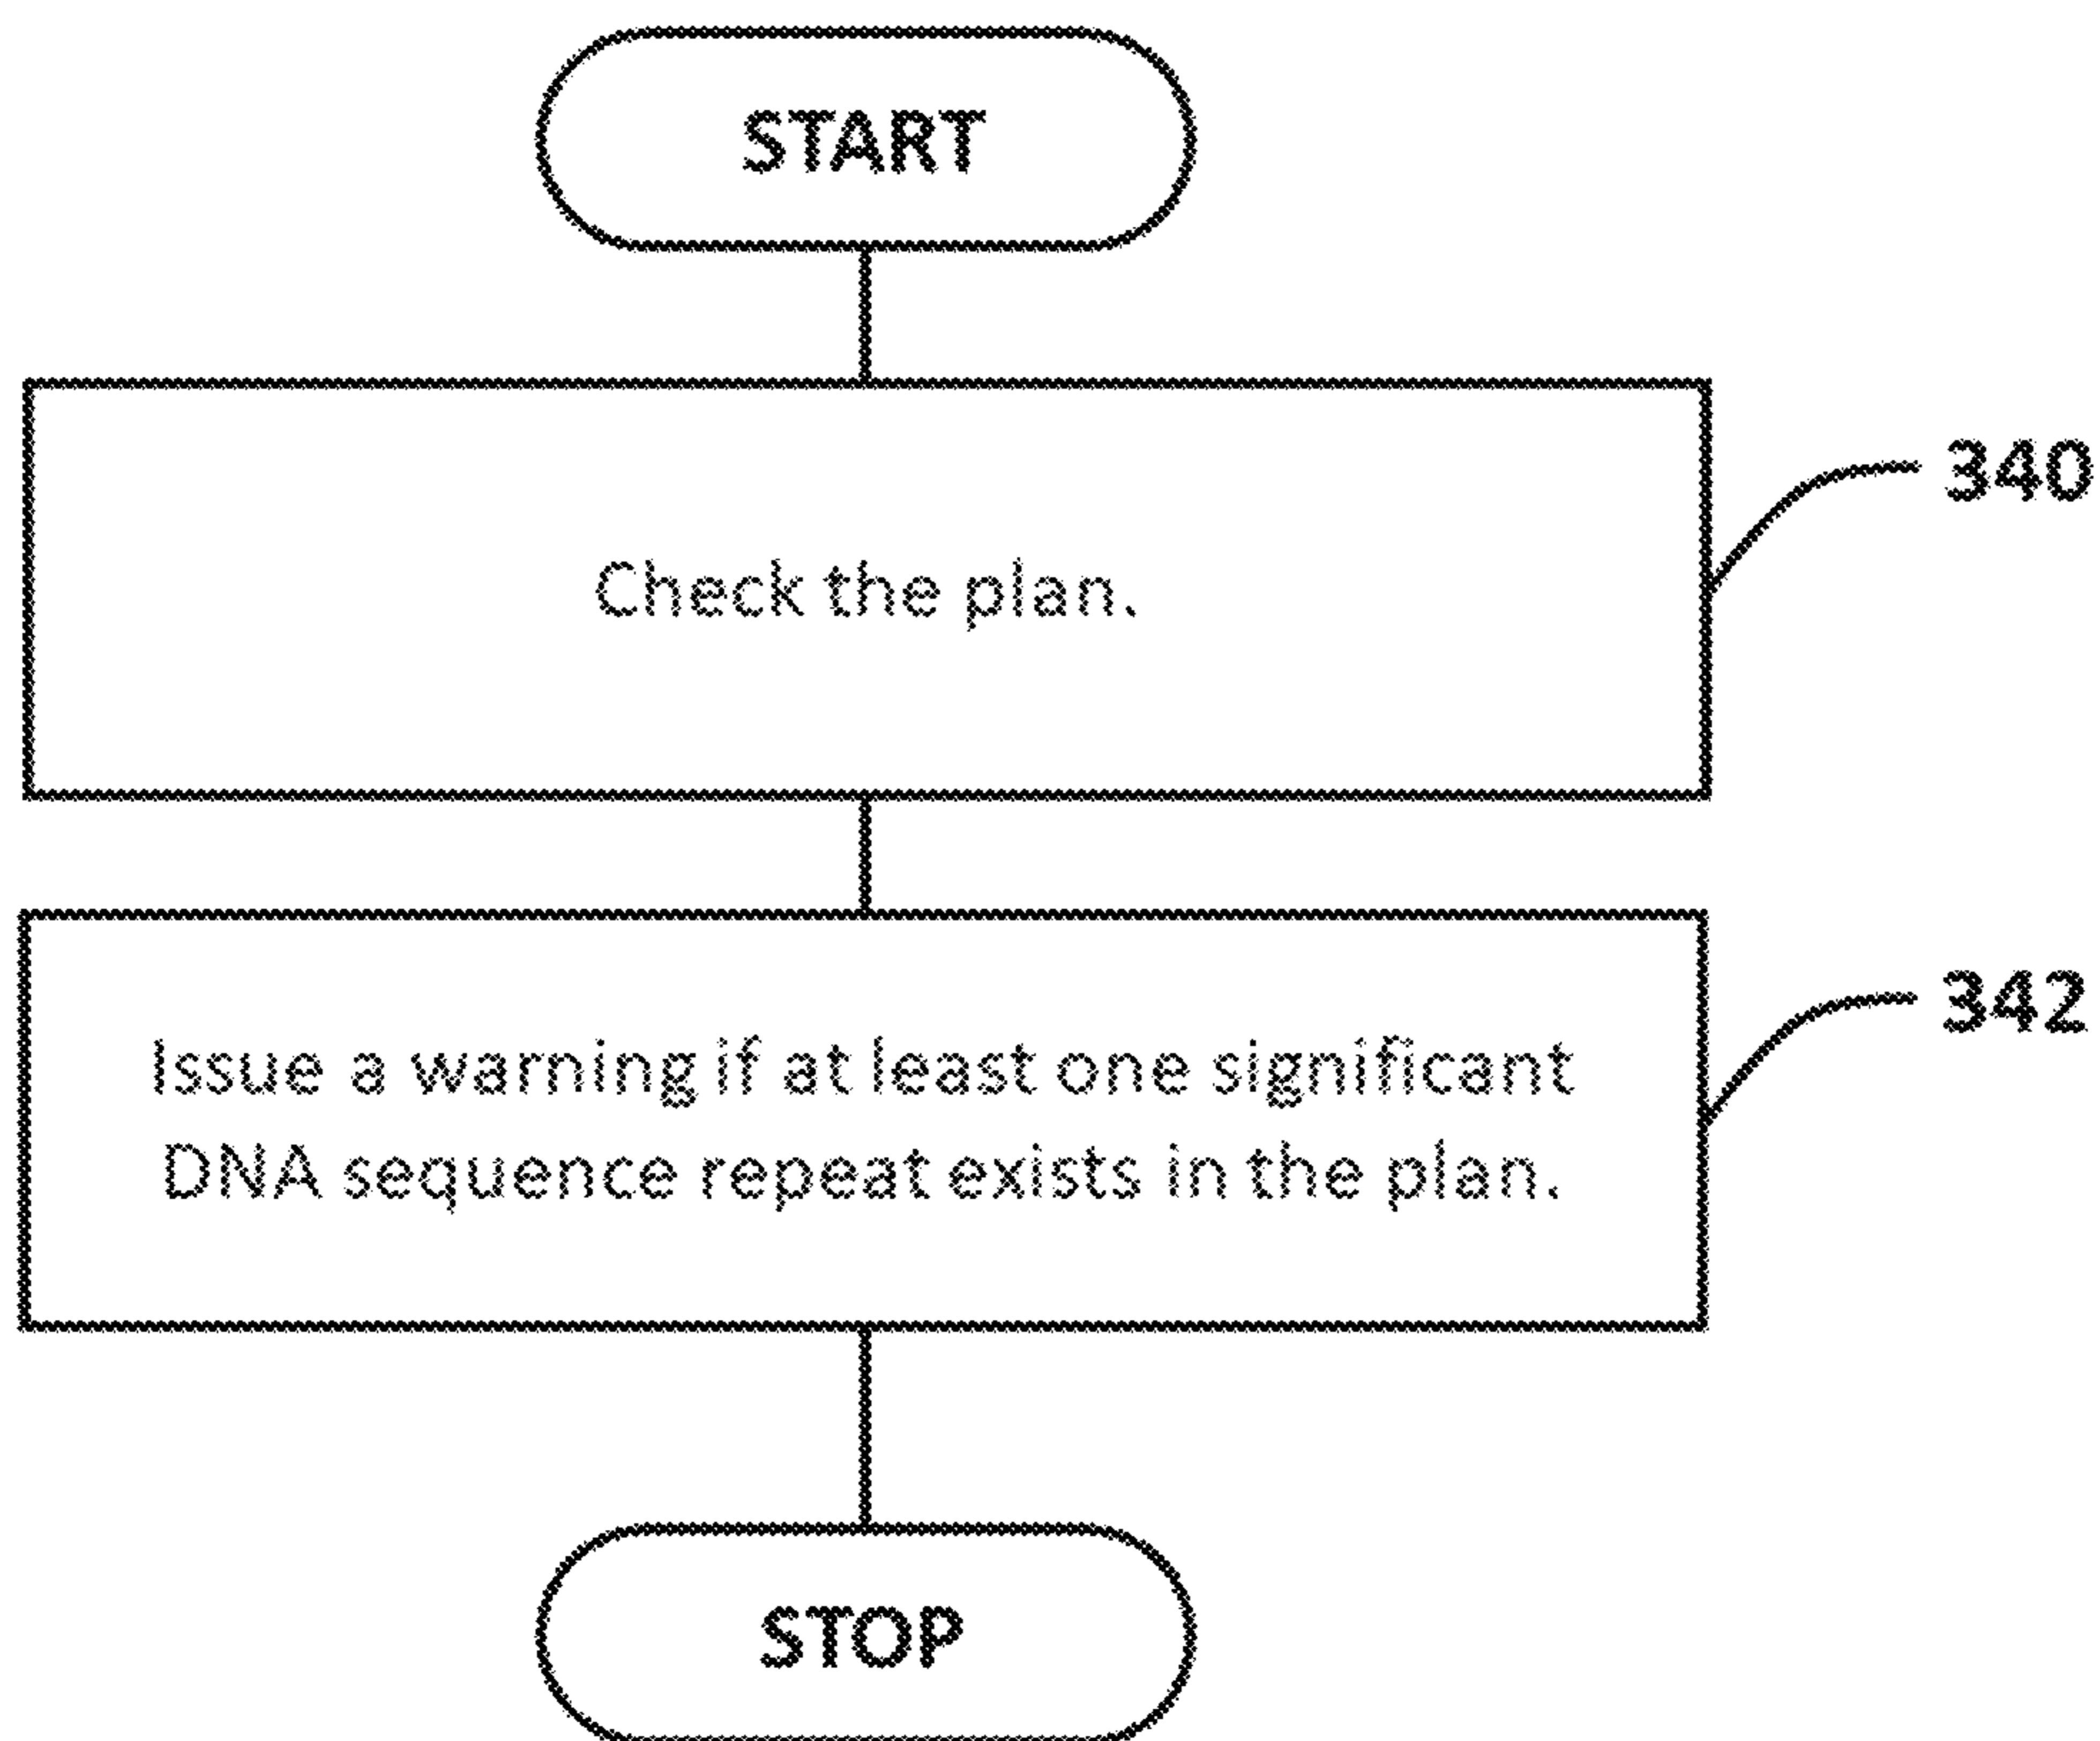 START
Check the plan.
340
Issue a warning if at least one significant
DNA sequence repeat exists in the plan.
342
STOP